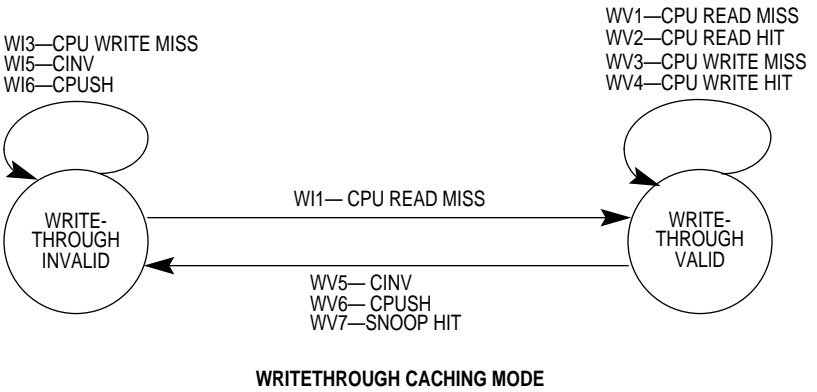 WV1—CPU READ MISS
WV2—CPU READ HIT
WV3—CPU WRITE MISS
WV4—CPU WRITE HIT
WI3—CPU WRITE MISS
WI5—CINV
WI6—CPUSH
WI1— CPU READ MISS
WRITE-
THROUGH
INVALID
WRITE-
THROUGH
VALID
WV5— CINV
WV6— CPUSH
WV7—SNOOP HIT
WRITETHROUGH CACHING MODE